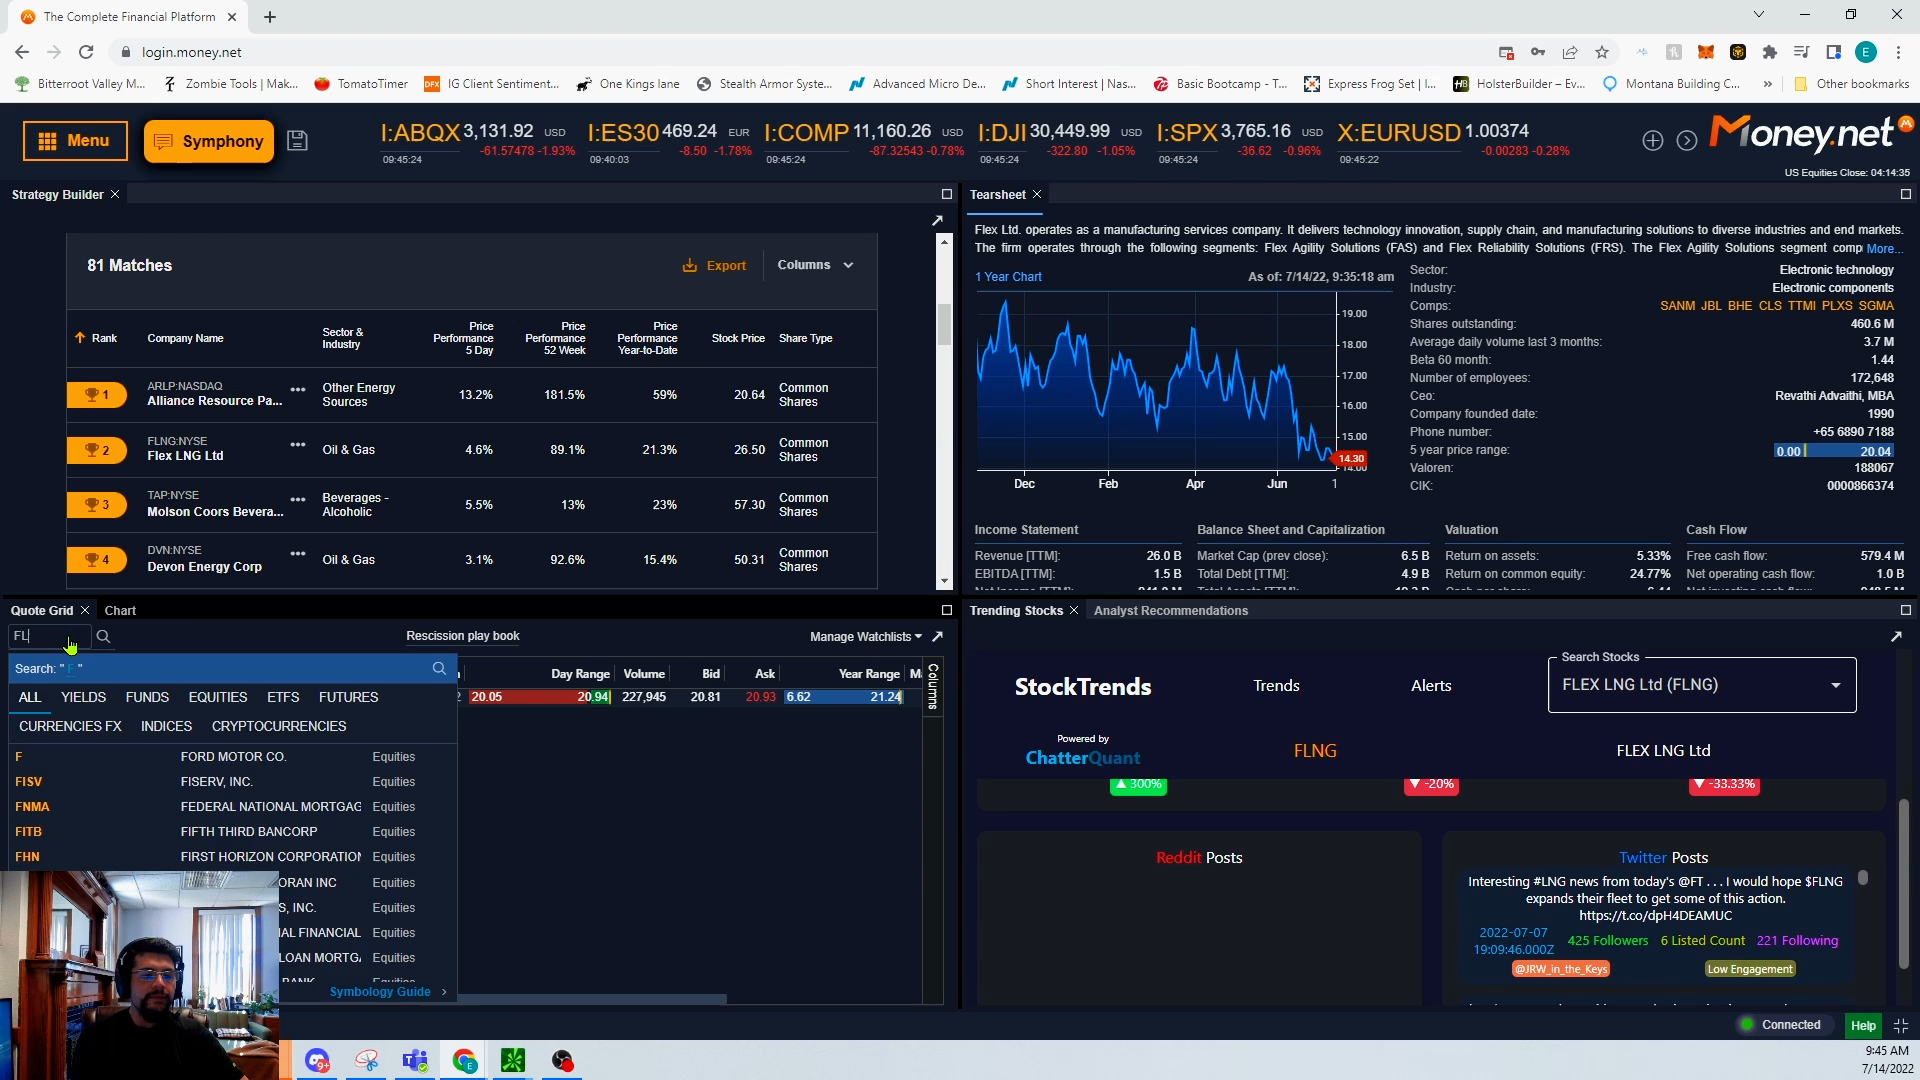 The Complete Financial Platform
login.money.net
Bitterroot Valley M...
Zombie Tools | Mak...
TomatoTimer
IG Client Sentiment...
One Kings lane
Stealth Armor Syste...
Advanced Micro De...
Short Interest | Nas...
Basic Bootcamp - T...
Express Frog Set | I...
HolsterBuilder – Ev...
Montana Building C...
Other bookmarks
Menu
Symphony
I:ABQX 3,131.92 USD
09:45:24 -61.57478 -1.93%
I:ES30 469.24 EUR
09:40:03 -8.50 -1.78%
I:COMP 11,160.26 USD
09:45:24 -87.32543 -0.78%
I:DJI 30,449.99 USD
09:45:24 -322.80 -1.05%
I:SPX 3,765.16 USD
09:45:24 -36.62 -0.96%
X:EURUSD 1.00374
09:45:22 -0.00283 -0.28%
Money.net
US Equities Close: 04:14:35
Strategy Builder
81 Matches
Export
Columns
Rank Company Name Sector & Industry Price Performance 5 Day Price Performance 52 Week Price Performance Year-to-Date Stock Price Share Type
1 ARLP:NASDAQ Alliance Resource Pa... Other Energy Sources 13.2% 181.5% 59% 20.64 Common Shares
2 FLNG:NYSE Flex LNG Ltd Oil & Gas 4.6% 89.1% 21.3% 26.50 Common Shares
3 TAP:NYSE Molson Coors Bevera... Beverages - Alcoholic 5.5% 13% 23% 57.30 Common Shares
4 DVN:NYSE Devon Energy Corp Oil & Gas 3.1% 92.6% 15.4% 50.31 Common Shares
Tearsheet
Flex Ltd. operates as a manufacturing services company. It delivers technology innovation, supply chain, and manufacturing solutions to diverse industries and end markets.
The firm operates through the following segments: Flex Agility Solutions (FAS) and Flex Reliability Solutions (FRS). The Flex Agility Solutions segment comp More...
1 Year Chart
As of: 7/14/22, 9:35:18 am
19.00
18.00
17.00
16.00
15.00
14.30
14.00
Dec Feb Apr Jun 1
Sector: Electronic technology
Industry: Electronic components
Comps: SANM JBL BHE CLS TTMI PLXS SGMA
Shares outstanding: 460.6 M
Average daily volume last 3 months: 3.7 M
Beta 60 month: 1.44
Number of employees: 172,648
Ceo: Revathi Advaithi, MBA
Company founded date: 1990
Phone number: +65 6890 7188
5 year price range: 0.00 20.04
Valoren: 188067
CIK: 0000866374
Income Statement Balance Sheet and Capitalization Valuation Cash Flow
Revenue [TTM]: 26.0 B Market Cap (prev close): 6.5 B Return on assets: 5.33% Free cash flow: 579.4 M
EBITDA [TTM]: 1.5 B Total Debt [TTM]: 4.9 B Return on common equity: 24.77% Net operating cash flow: 1.0 B
Quote Grid
Chart
FL
Rescission play book
Manage Watchlists
Search: " F "
ALL YIELDS FUNDS EQUITIES ETFS FUTURES
CURRENCIES FX INDICES CRYPTOCURRENCIES
F FORD MOTOR CO. Equities
FISV FISERV, INC. Equities
FNMA FEDERAL NATIONAL MORTGAG Equities
FITB FIFTH THIRD BANCORP Equities
FHN FIRST HORIZON CORPORATION Equities
ORAN INC Equities
S, INC. Equities
IAL FINANCIAL Equities
LOAN MORTG Equities
Symbology Guide
Day Range Volume Bid Ask Year Range M
20.05 20.94 227,945 20.81 20.93 6.62 21.24
Columns
Trending Stocks
Analyst Recommendations
StockTrends
Trends
Alerts
Search Stocks
FLEX LNG Ltd (FLNG)
Powered by
ChatterQuant
FLNG
FLEX LNG Ltd
300%
-20%
-33.33%
Reddit Posts
Twitter Posts
Interesting #LNG news from today's @FT . . . I would hope $FLNG
expands their fleet to get some of this action.
https://t.co/dpH4DEAMUC
2022-07-07
19:09:46.000Z
425 Followers 6 Listed Count 221 Following
@JRW_in_the_Keys
Low Engagement
Connected
Help
9:45 AM
7/14/2022